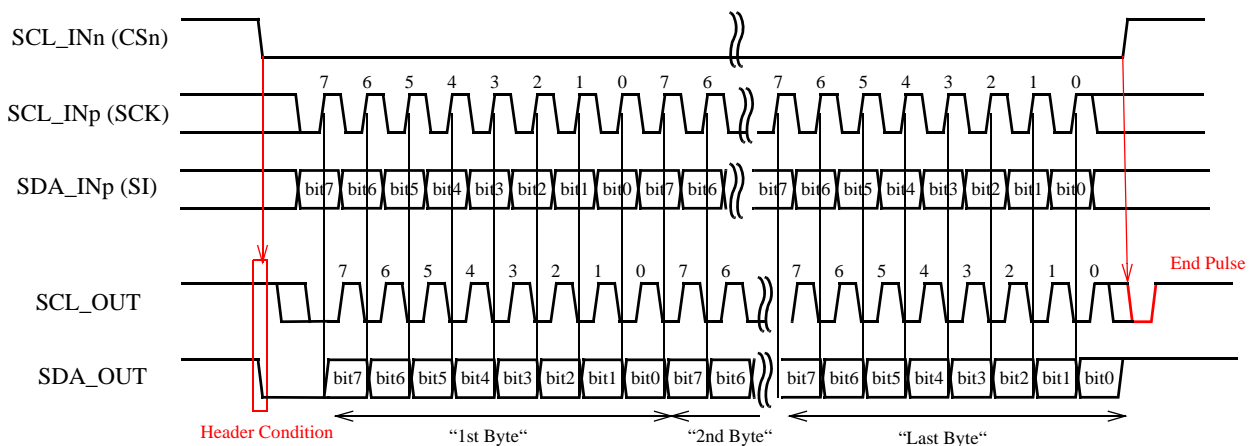 SCL_INn (CSn)
7 6 5 4 3 2 1 0 7 6 7 6 5 4 3 2 1 0
SCL_INp (SCK)
SDA_INp (SI)
bit7 bit6 bit5 bit4 bit3 bit2 bit1 bit0 bit7 bit6 bit7 bit6 bit5 bit4 bit3 bit2 bit1 bit0
7 6 5 4 3 2 1 0 7 6 7 6 5 4 3 2 1 0
End Pulse
SCL_OUT
SDA_OUT
bit7 bit6 bit5 bit4 bit3 bit2 bit1 bit0 bit7 bit6 bit7 bit6 bit5 bit4 bit3 bit2 bit1 bit0
Header Condition
“1st Byte“
“2nd Byte“
“Last Byte“